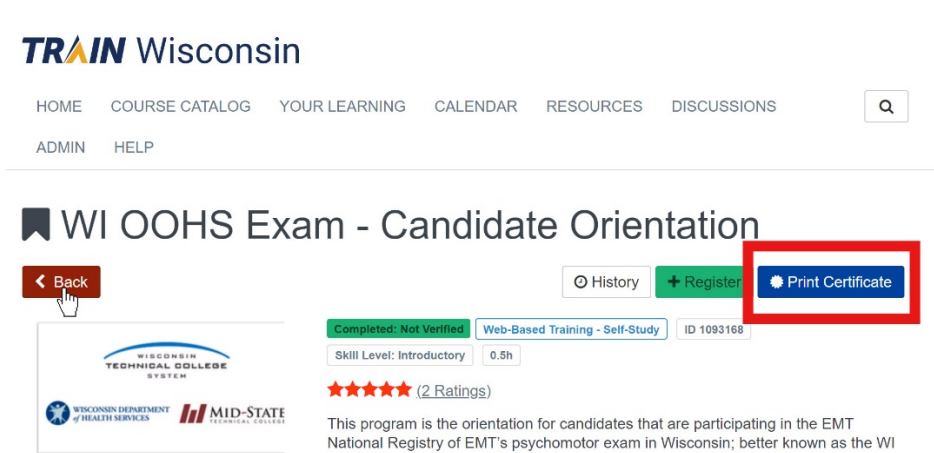 TRAIN Wisconsin
HOME COURSE CATALOG YOUR LEARNING CALENDAR RESOURCES DISCUSSIONS
ADMIN HELP
WI OOHS Exam - Candidate Orientation
Back
History
Register
Print Certificate
Completed: Not Verified
Web-Based Training - Self-Study
ID 1093168
Skill Level: Introductory
0.5h
(2 Ratings)
WISCONSIN
TECHNICAL COLLEGE
SYSTEM
WISCONSIN DEPARTMENT
of HEALTH SERVICES
MID-STATE
TECHNICAL COLLEGE
This program is the orientation for candidates that are participating in the EMT
National Registry of EMT's psychomotor exam in Wisconsin; better known as the WI